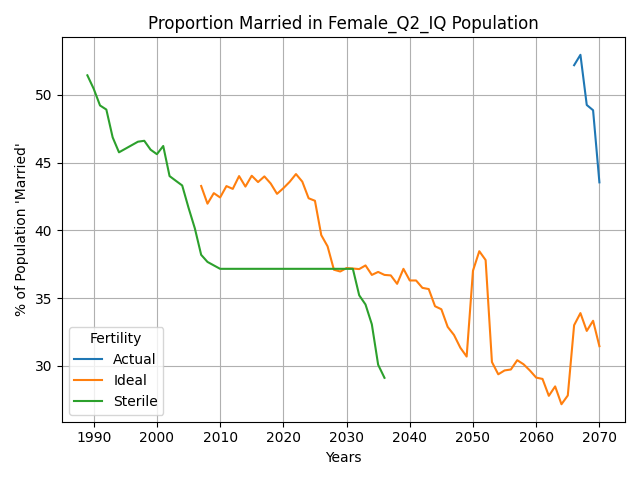 Proportion Married in Female_Q2_IQ Population
% of Population 'Married'
50
45
40
35
30
Fertility
Actual
Ideal
Sterile
1990 2000 2010 2020 2030 2040 2050 2060 2070
Years